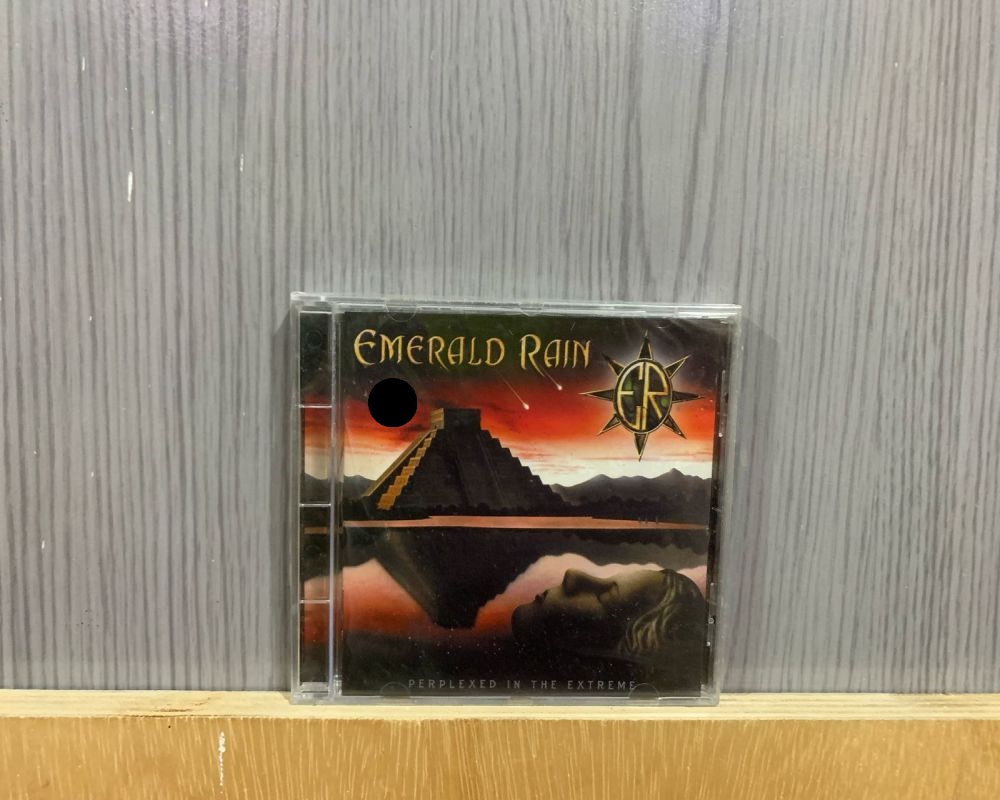 EMERALD RAIN
ER
PERPLEXED IN THE EXTREME